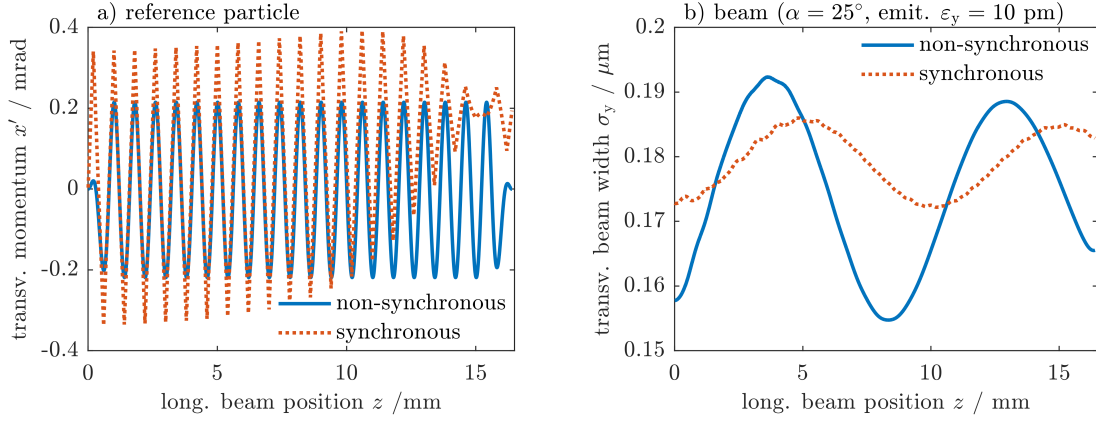 a) reference particle
transv. momentum x′ / mrad
0.4
0.2
0
-0.2
-0.4
non-synchronous
synchronous
0 5 10 15
long. beam position z /mm
b) beam (α = 25°, emit. εy = 10 pm)
transv. beam width σy / μm
0.2
0.19
0.18
0.17
0.16
0.15
non-synchronous
synchronous
0 5 10 15
long. beam position z / mm